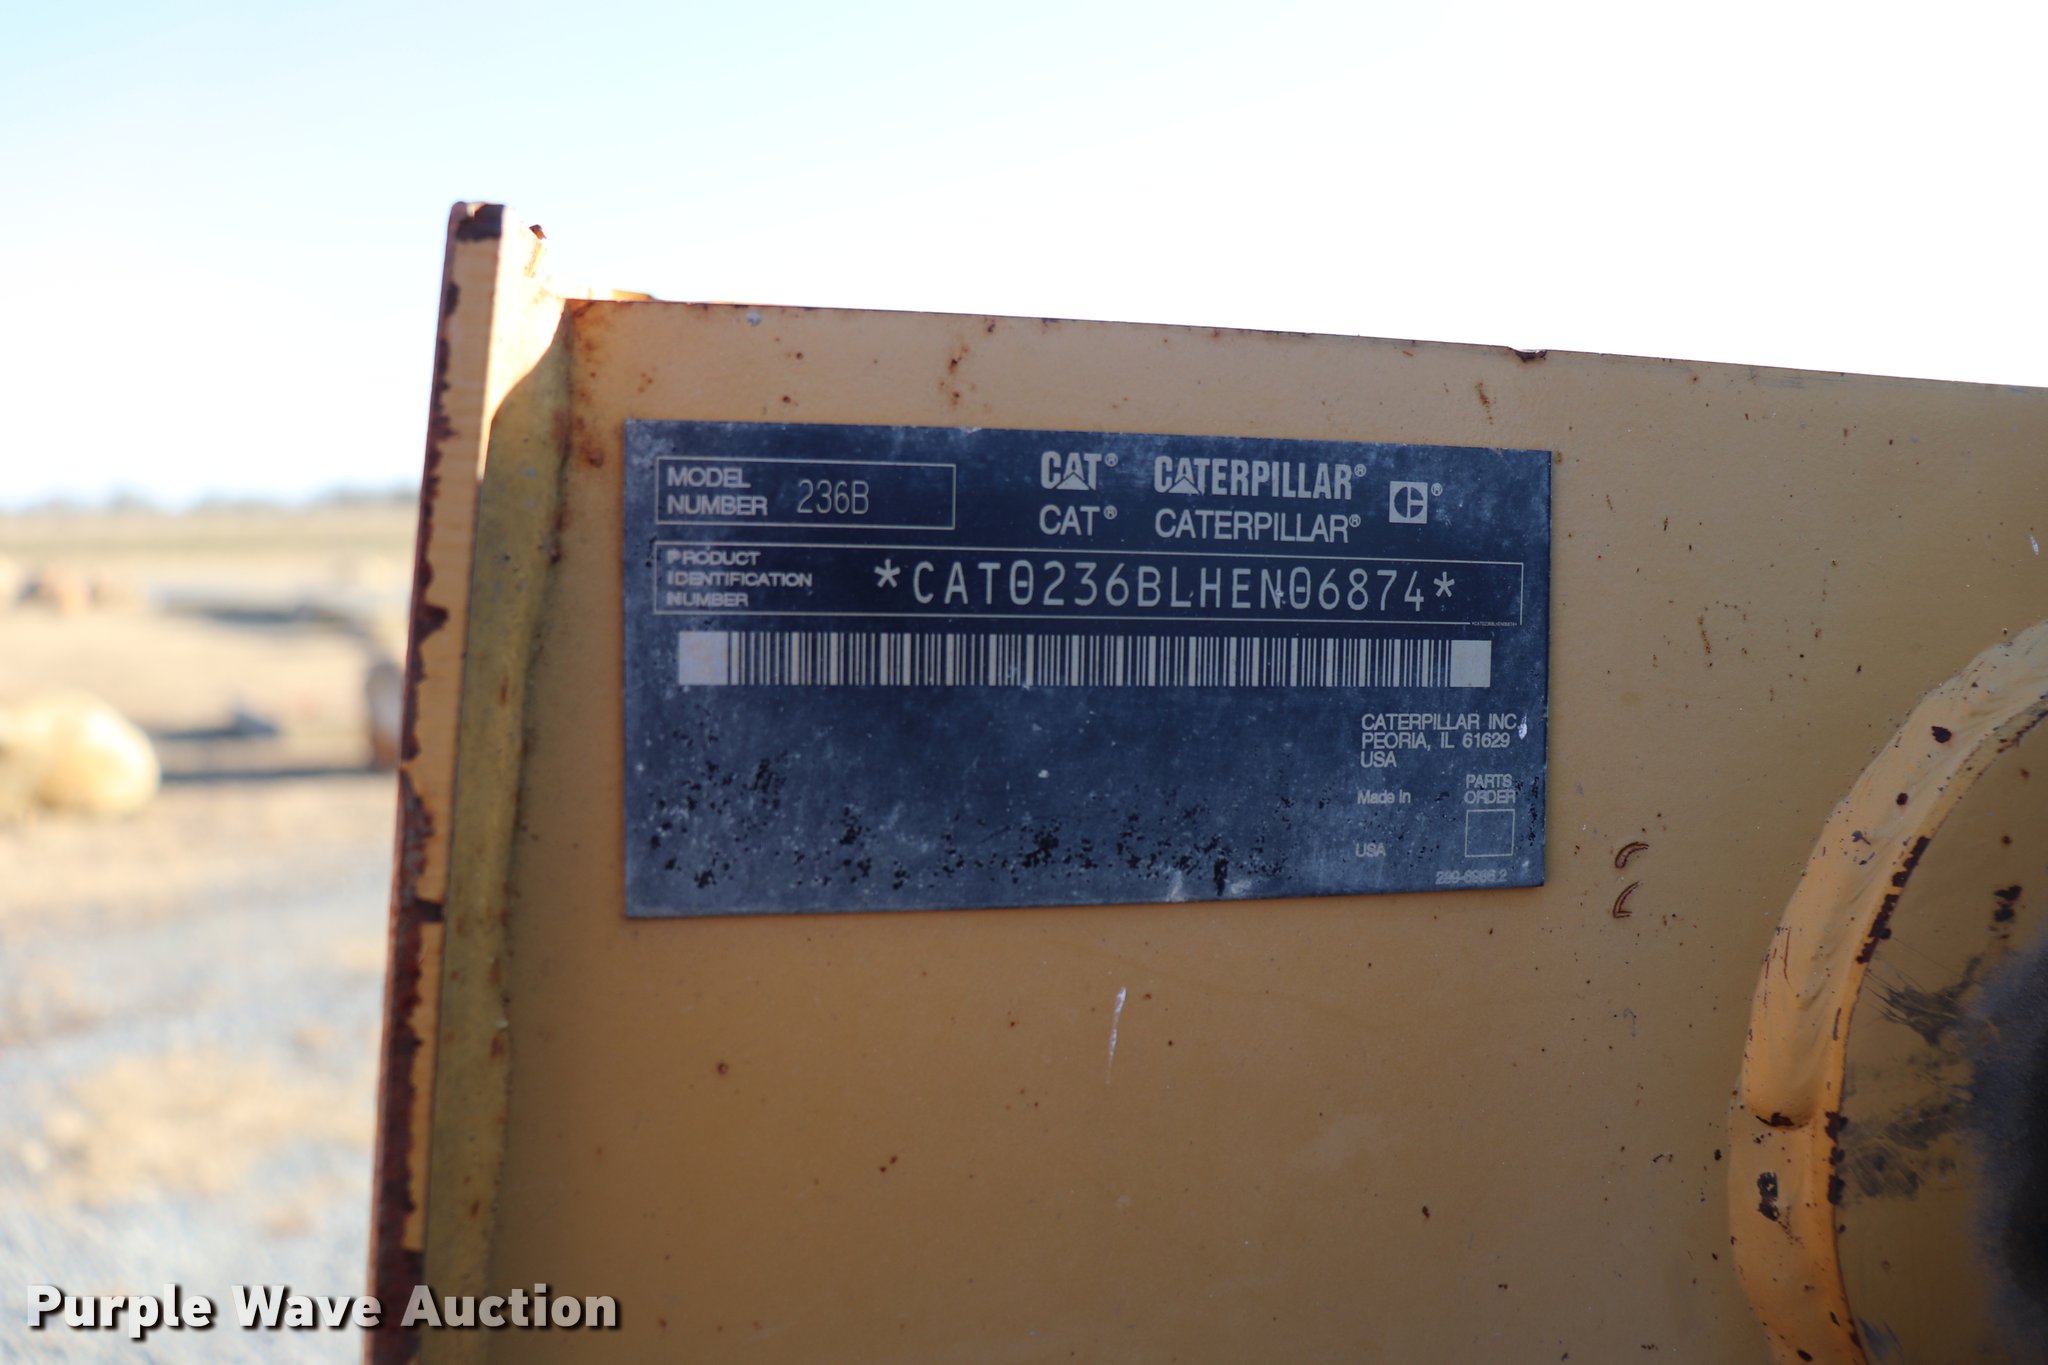 MODEL
NUMBER 236B
CAT® CATERPILLAR®
CAT® CATERPILLAR®
PRODUCT
IDENTIFICATION
NUMBER
*CAT0236BLHEN06874*
*CAT0236BLHEN06874*
CATERPILLAR INC.
PEORIA, IL 61629
USA
Made in
PARTS
ORDER
USA
Purple Wave Auction